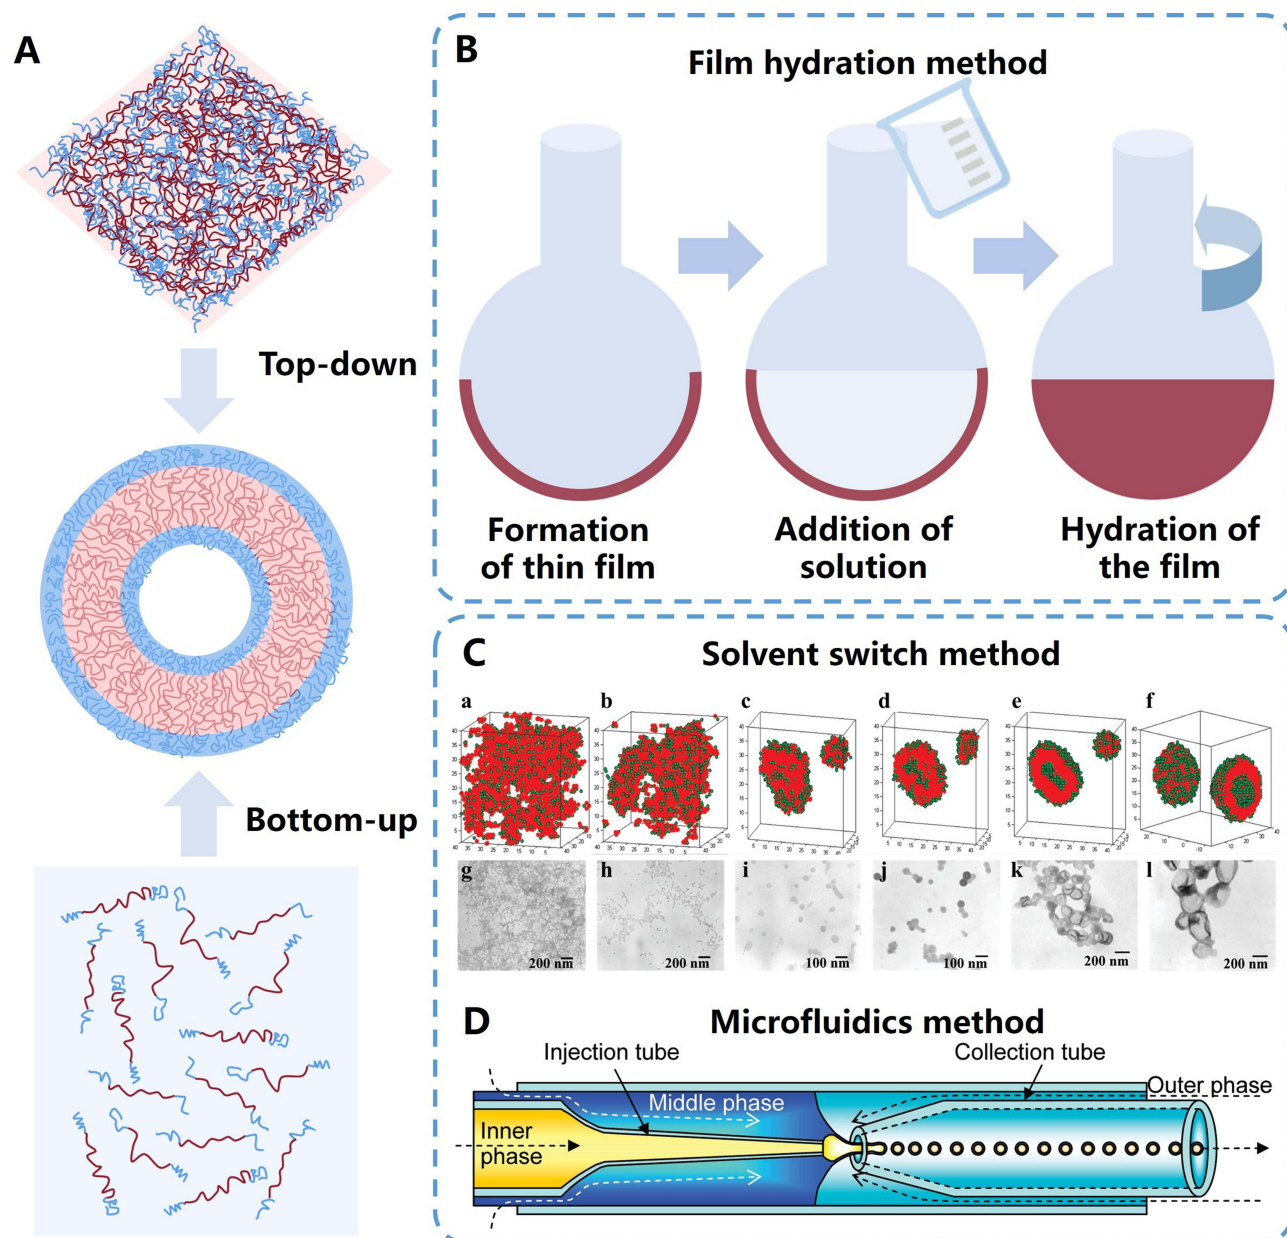 A
Top-down
Bottom-up
B
Film hydration method
Formation
of thin film
Addition of
solution
Hydration of
the film
C
Solvent switch method
a
b
c
d
e
f
g
h
i
j
k
l
200 nm
200 nm
100 nm
100 nm
200 nm
200 nm
D
Microfluidics method
Injection tube
Collection tube
Outer phase
Middle phase
Inner
phase